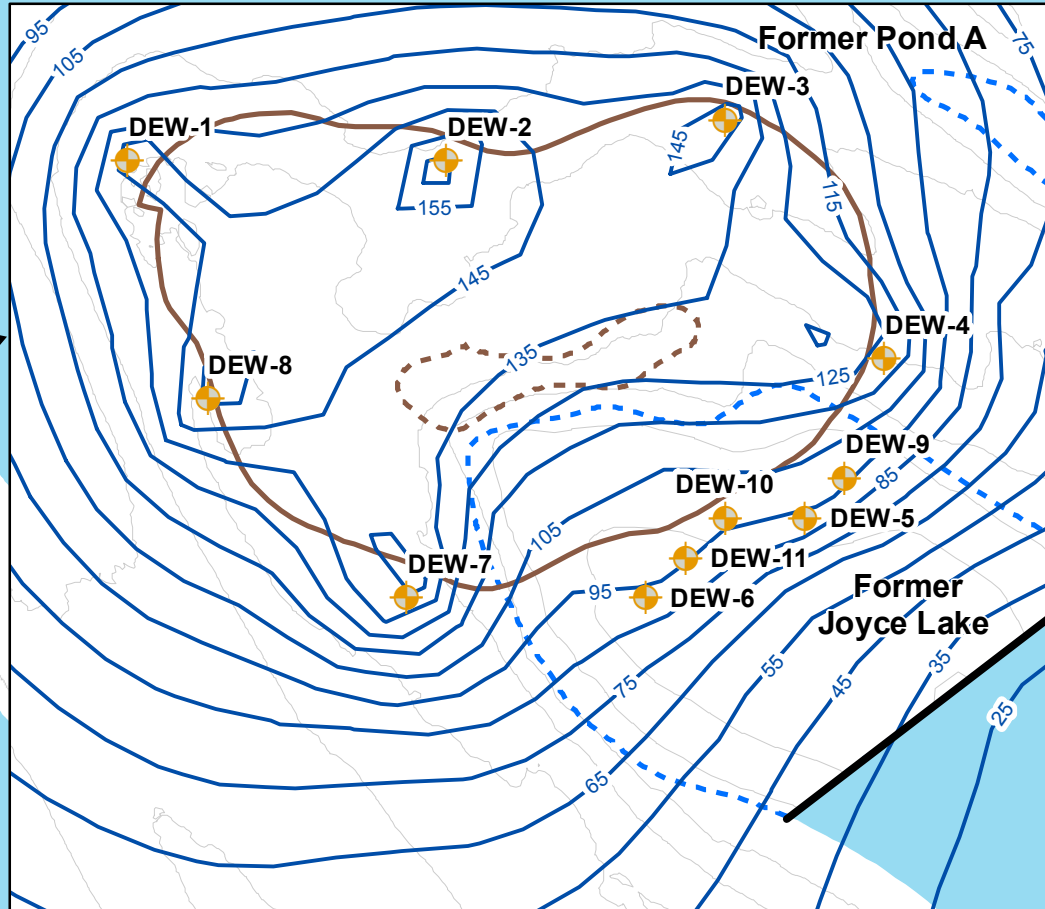 95
105
75
Former Pond A
DEW-3
DEW-1
DEW-2
145
155
115
145
DEW-4
135
DEW-8
125
DEW-9
DEW-10
85
DEW-5
105
DEW-7
DEW-11
95
DEW-6
Former
Joyce Lake
55
35
75
45
25
65